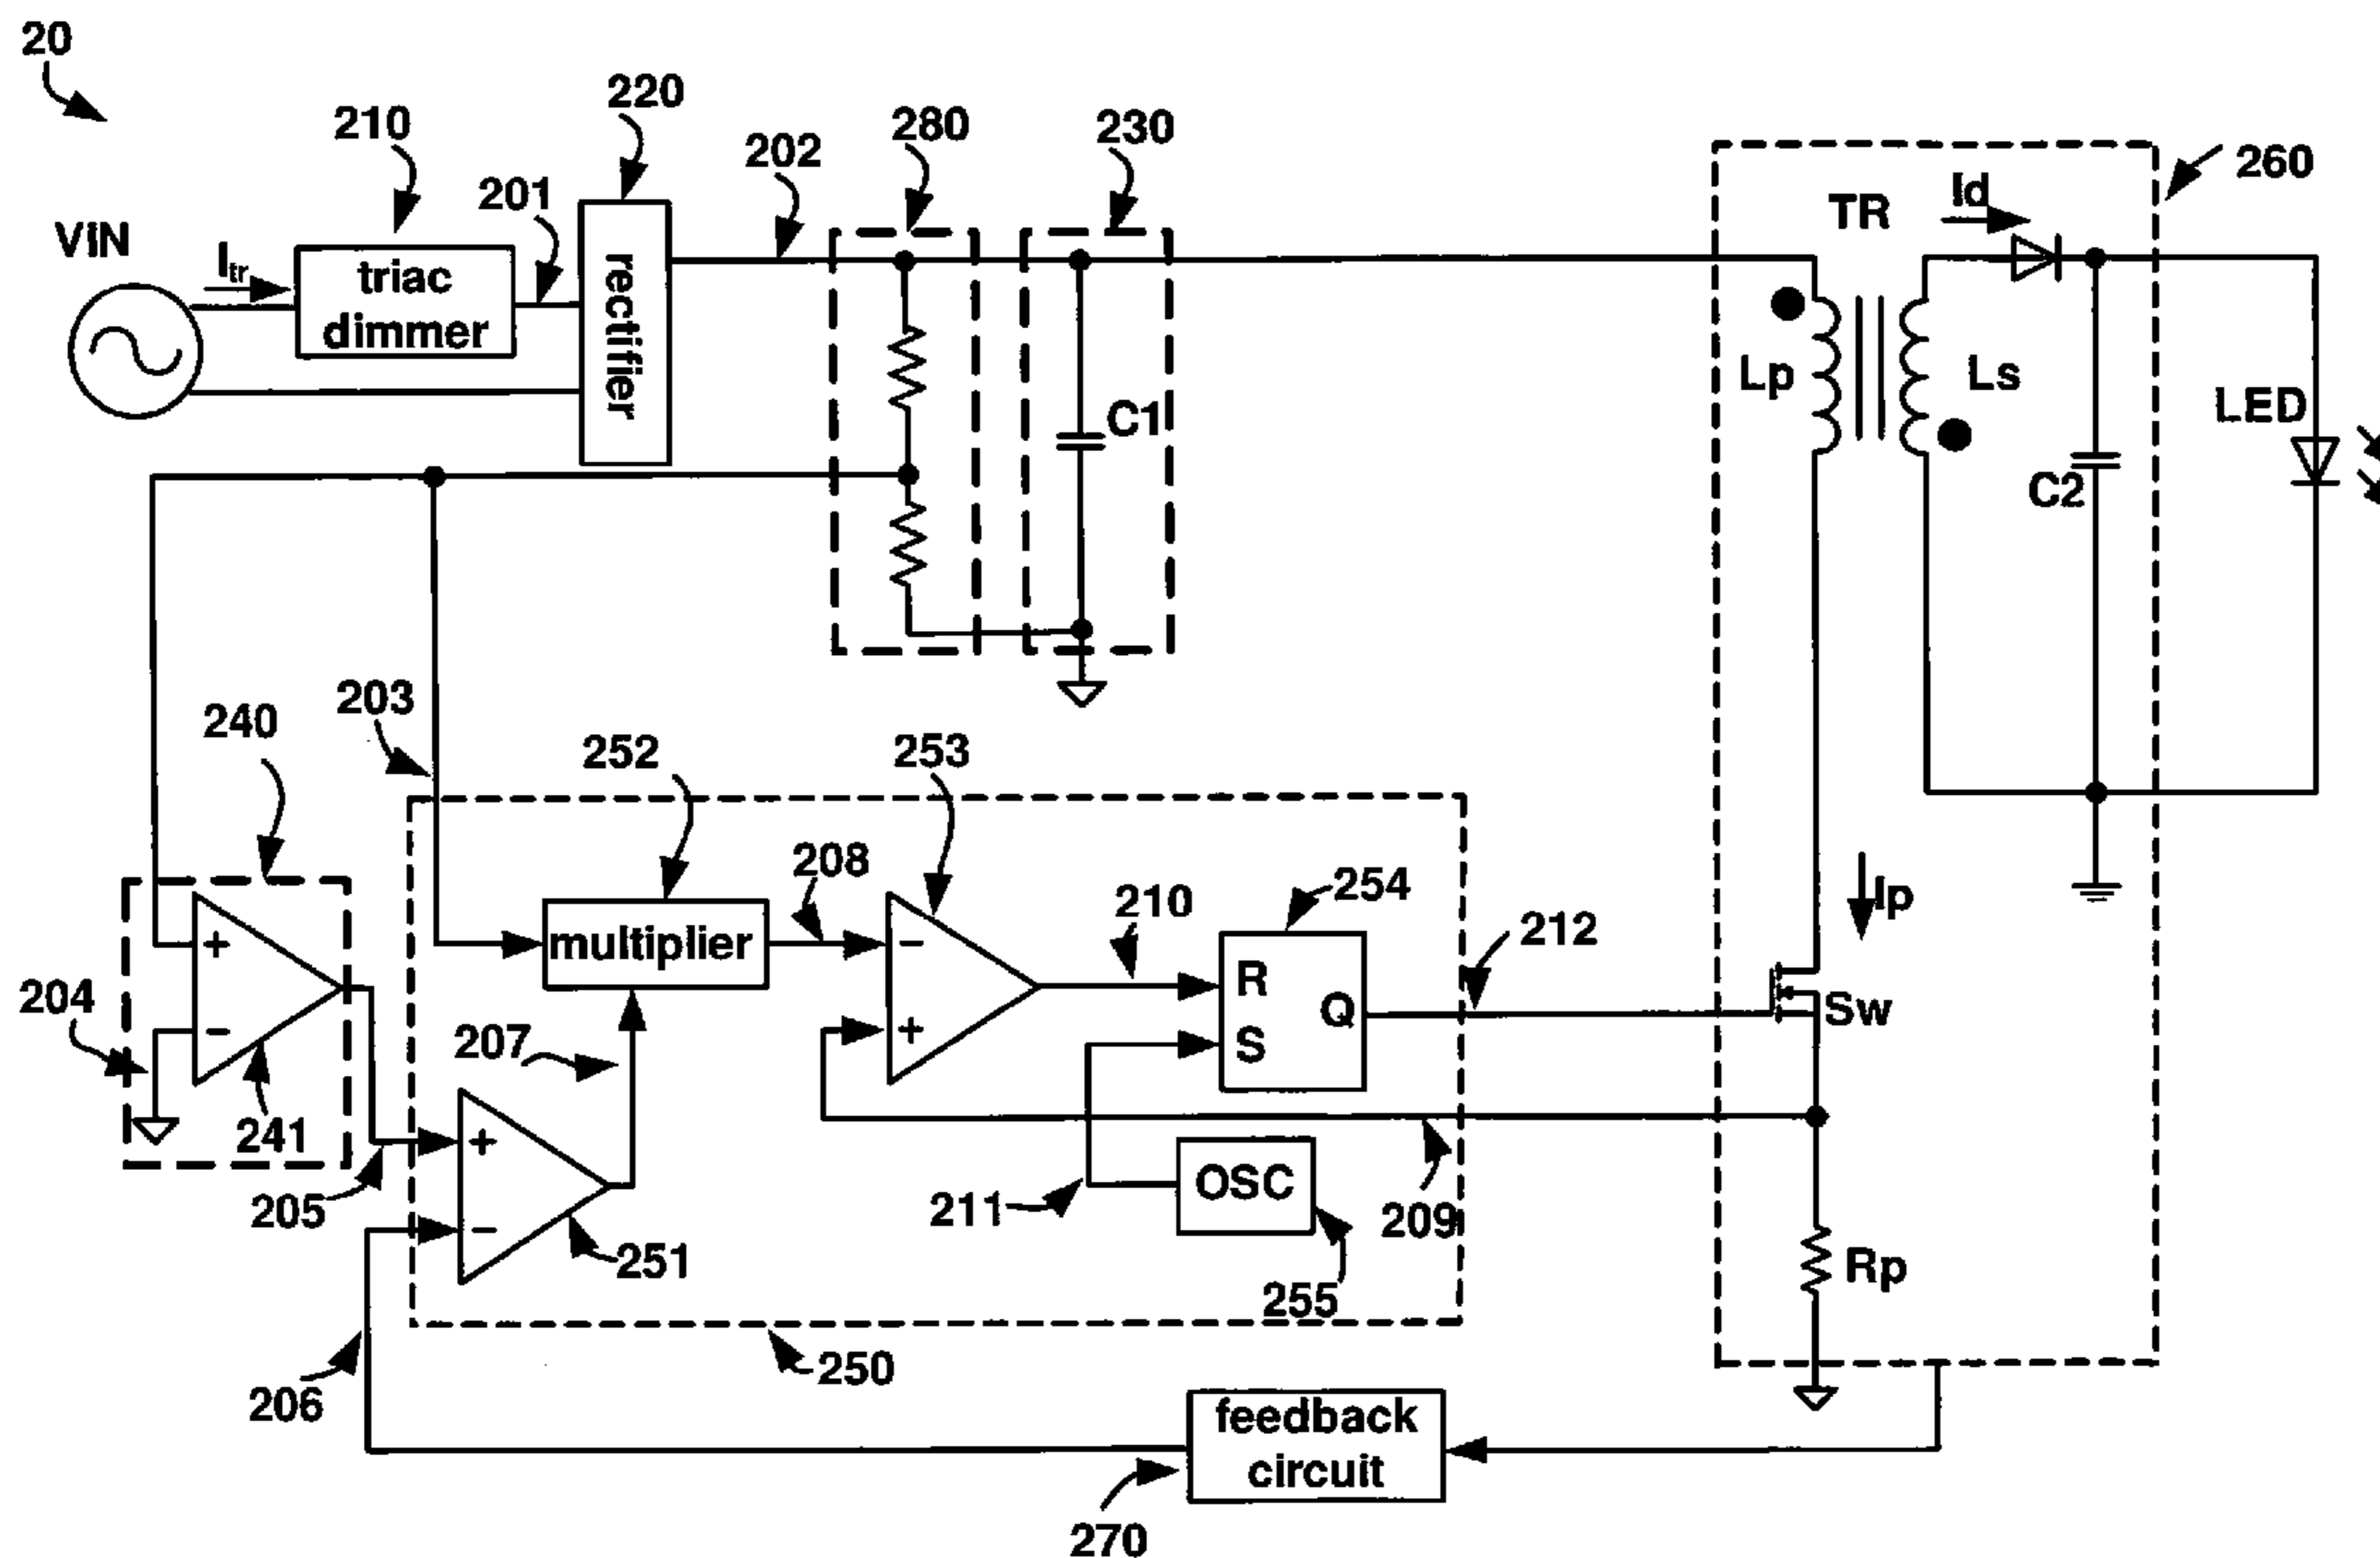 20
210
220
280
230
202
201
260
VIN
Itr
triac
dimmer
rectifier
TR
Id
Lp
Ls
C1
LED
C2
203
240
252
253
208
210
254
212
Ip
multiplier
+
-
-
R
Q
S
Sw
204
207
+
241
+
-
205
211
OSC
209
251
255
Rp
206
250
feedback
circuit
270